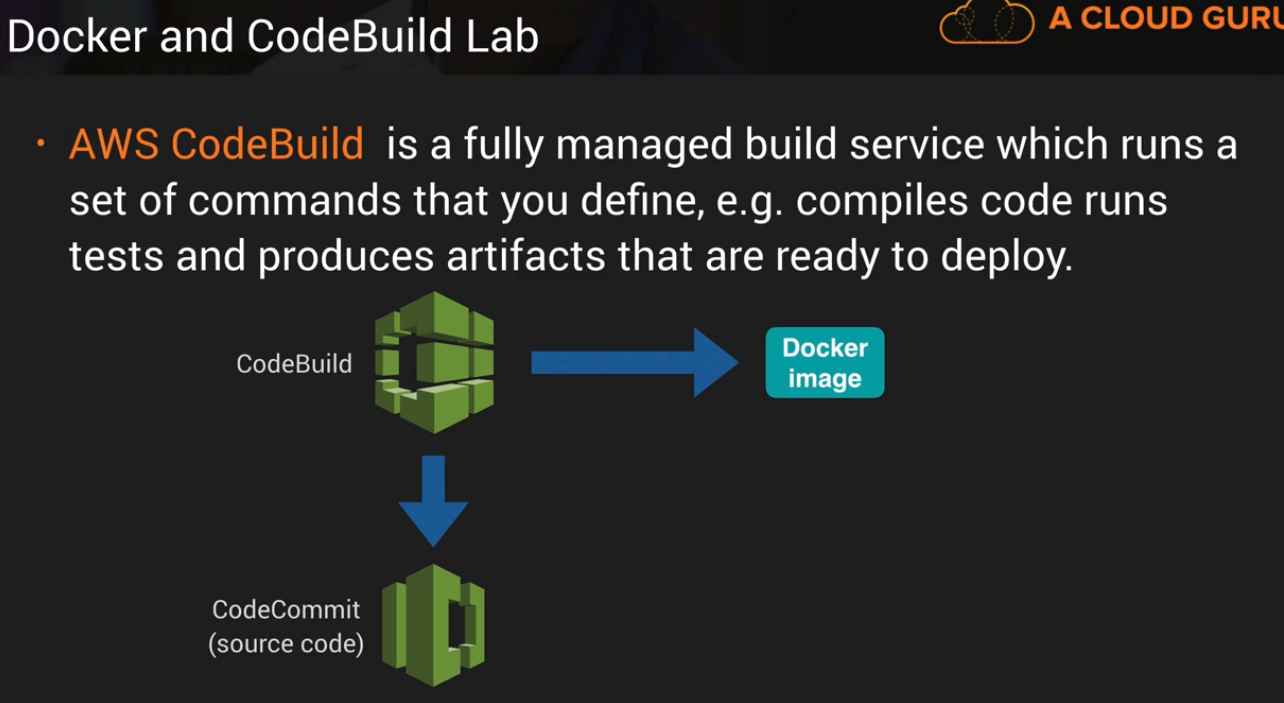 Docker and CodeBuild Lab
A CLOUD GURU
• AWS CodeBuild is a fully managed build service which runs a
set of commands that you define, e.g. compiles code runs
tests and produces artifacts that are ready to deploy.
CodeBuild
Docker
image
CodeCommit
(source code)